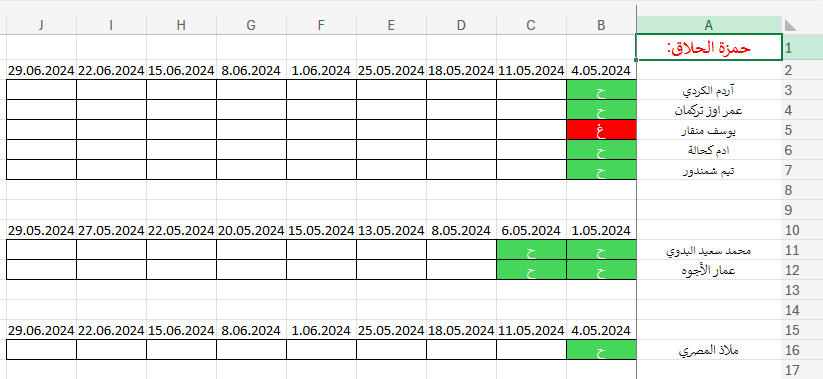 A B C D E F G H I J
1 حمزة الحلاق:
2 4.05.2024 11.05.2024 18.05.2024 25.05.2024 1.06.2024 8.06.2024 15.06.2024 22.06.2024 29.06.2024
3 آردم الكردي ح
4 عمر اوز تركمان ح
5 يوسف منقار غ
6 ادم كحالة ح
7 تيم شمندور ح
8
9
10 1.05.2024 6.05.2024 8.05.2024 13.05.2024 15.05.2024 20.05.2024 22.05.2024 27.05.2024 29.05.2024
11 محمد سعيد البدوي ح ح
12 عمار الأجوه ح ح
13
14
15 4.05.2024 11.05.2024 18.05.2024 25.05.2024 1.06.2024 8.06.2024 15.06.2024 22.06.2024 29.06.2024
16 ملاذ المصري ح
17